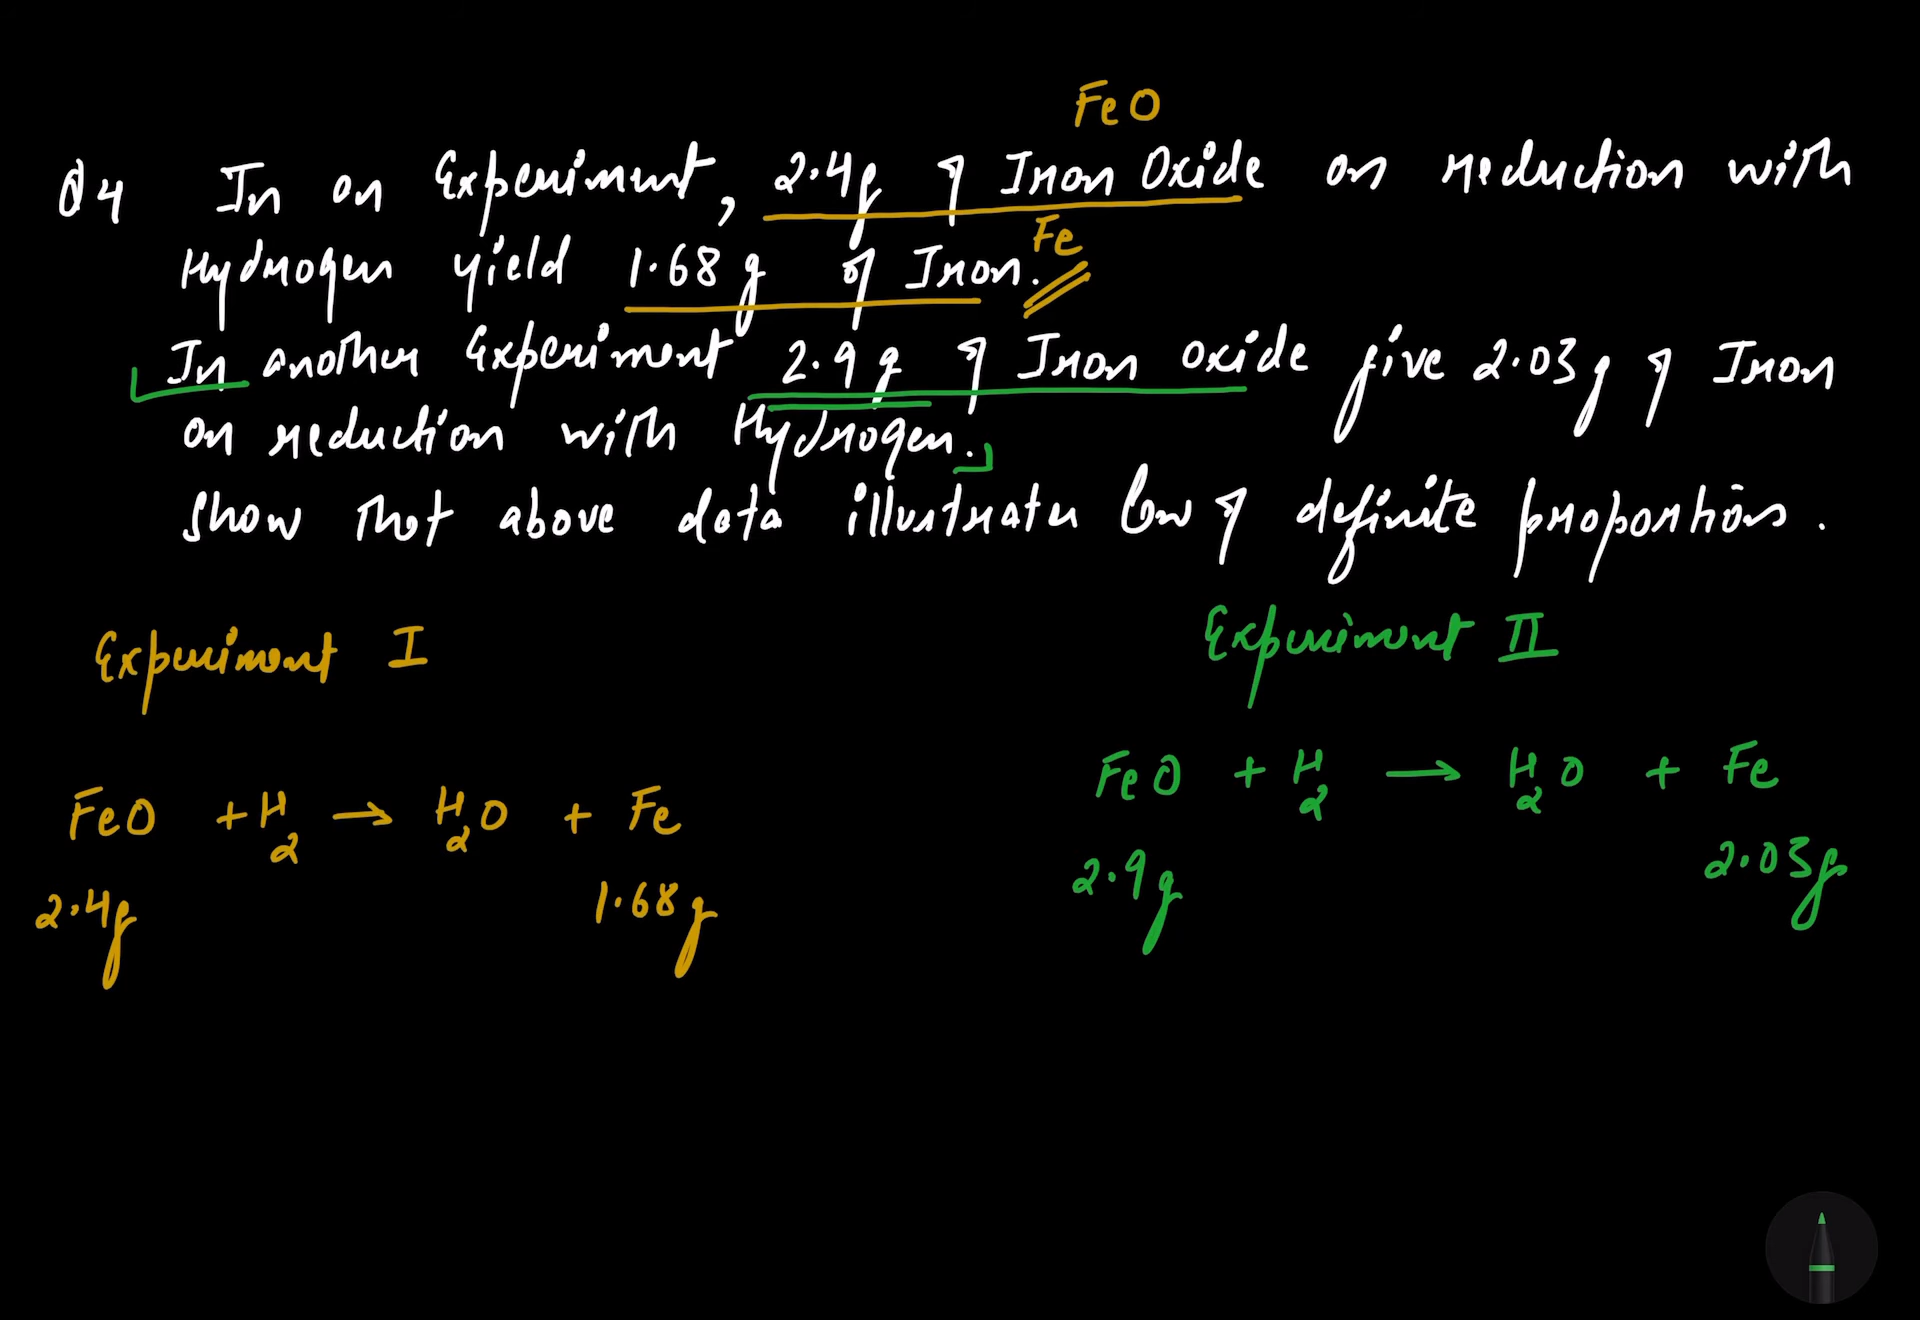 FeO
Q4 In an Experiment, 2.4g of Iron Oxide on reduction with
Hydrogen yield 1.68g of Iron. Fe
In another Experiment 2.9g of Iron oxide give 2.03g of Iron
on reduction with Hydrogen.
Show that above data illustrates law of definite proportions.
Experiment I
Experiment II
FeO + H2 → H2O + Fe
2.4g 1.68g
FeO + H2 → H2O + Fe
2.9g 2.03g